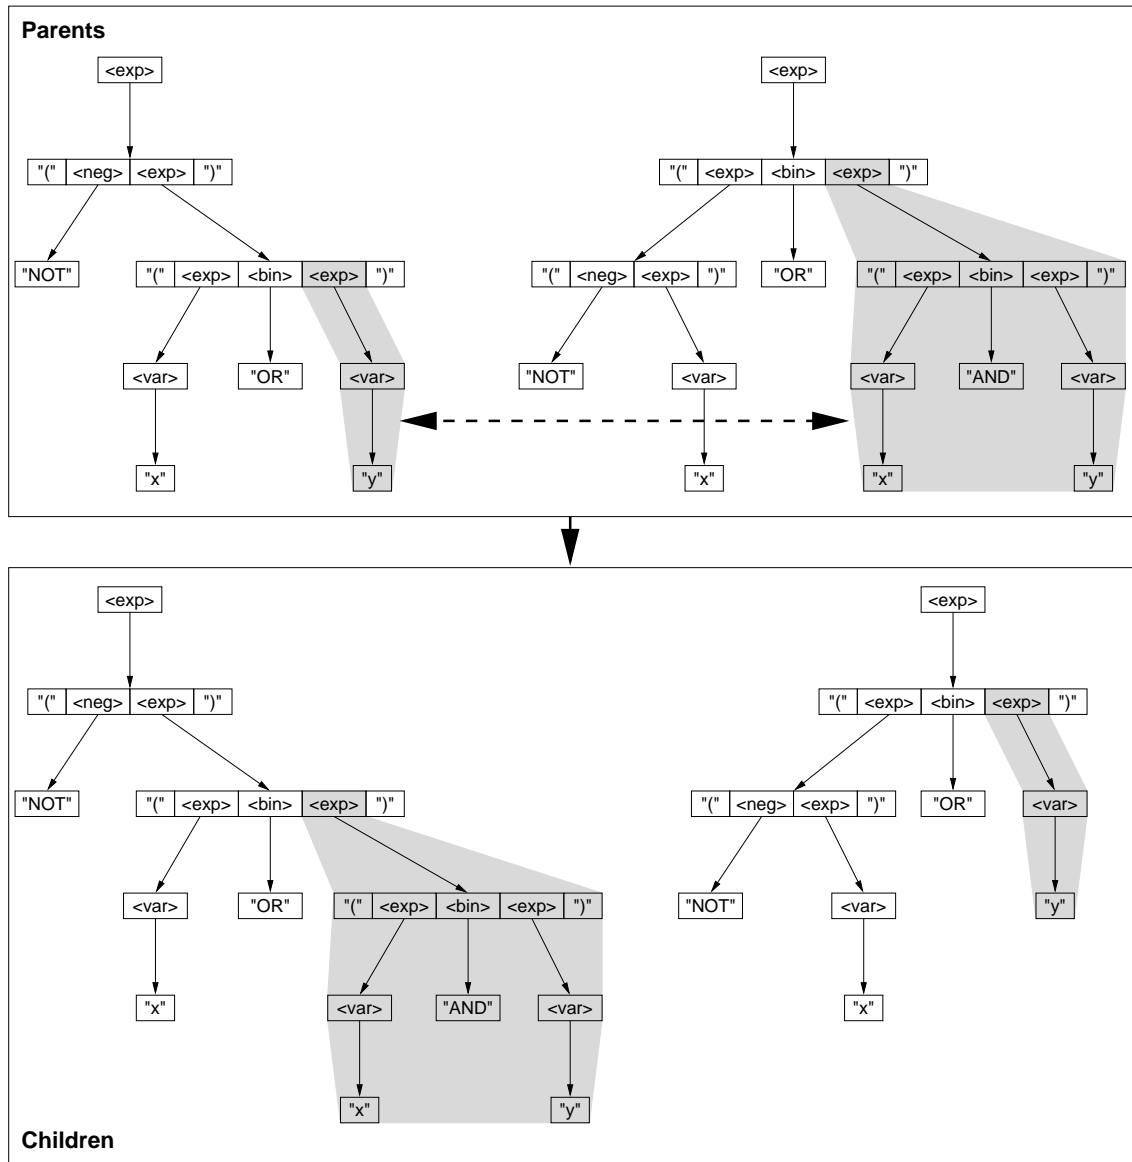 Parents
<exp> <exp>
"(" <neg> <exp> ")" "(" <exp> <bin> <exp> ")"
"NOT" "(" <exp> <bin> <exp> ")" "(" <neg> <exp> ")" "OR" "(" <exp> <bin> <exp> ")"
<var> "OR" <var> "NOT" <var> <var> "AND" <var>
"x" "y" "x" "x" "y"
<exp> <exp>
"(" <neg> <exp> ")" "(" <exp> <bin> <exp> ")"
"NOT" "(" <exp> <bin> <exp> ")" "(" <neg> <exp> ")" "OR" <var>
<var> "OR" "(" <exp> <bin> <exp> ")" "NOT" <var> "y"
"x" <var> "AND" <var> "x"
"x" "y"
Children